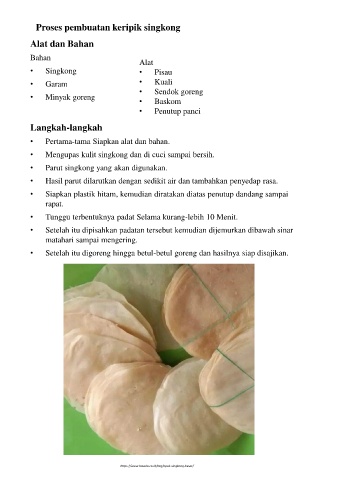 Proses pembuatan keripik singkong
Alat dan Bahan
Bahan
• Singkong
• Garam
• Minyak goreng
Alat
• Pisau
• Kuali
• Sendok goreng
• Baskom
• Penutup panci
Langkah-langkah
• Pertama-tama Siapkan alat dan bahan.
• Mengupas kulit singkong dan di cuci sampai bersih.
• Parut singkong yang akan digunakan.
• Hasil parut dilarutkan dengan sedikit air dan tambahkan penyedap rasa.
• Siapkan plastik hitam, kemudian diratakan diatas penutup dandang sampai
rapat.
• Tunggu terbentuknya padat Selama kurang-lebih 10 Menit.
• Setelah itu dipisahkan padatan tersebut kemudian dijemurkan dibawah sinar
matahari sampai mengering.
• Setelah itu digoreng hingga betul-betul goreng dan hasilnya siap disajikan.